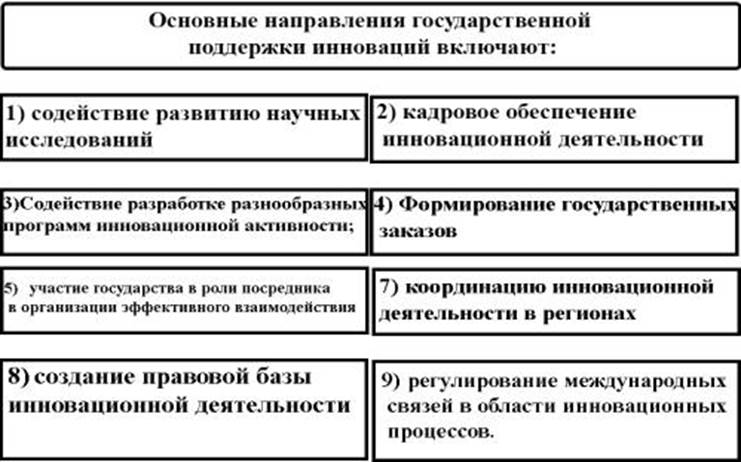 Основные направления государственной
поддержки инноваций включают:
1) содействие развитию научных
исследований
2) кадровое обеспечение
инновационной деятельности
3)Содействие разработке разнообразных
программ инновационной активности;
4) Формирование государственных
заказов
5) участие государства в роли посредника
в организации эффективного взаимодействия
7) координацию инновационной
деятельности в регионах
8) создание правовой базы
инновационной деятельности
9) регулирование международных
связей в области инновационных
процессов.